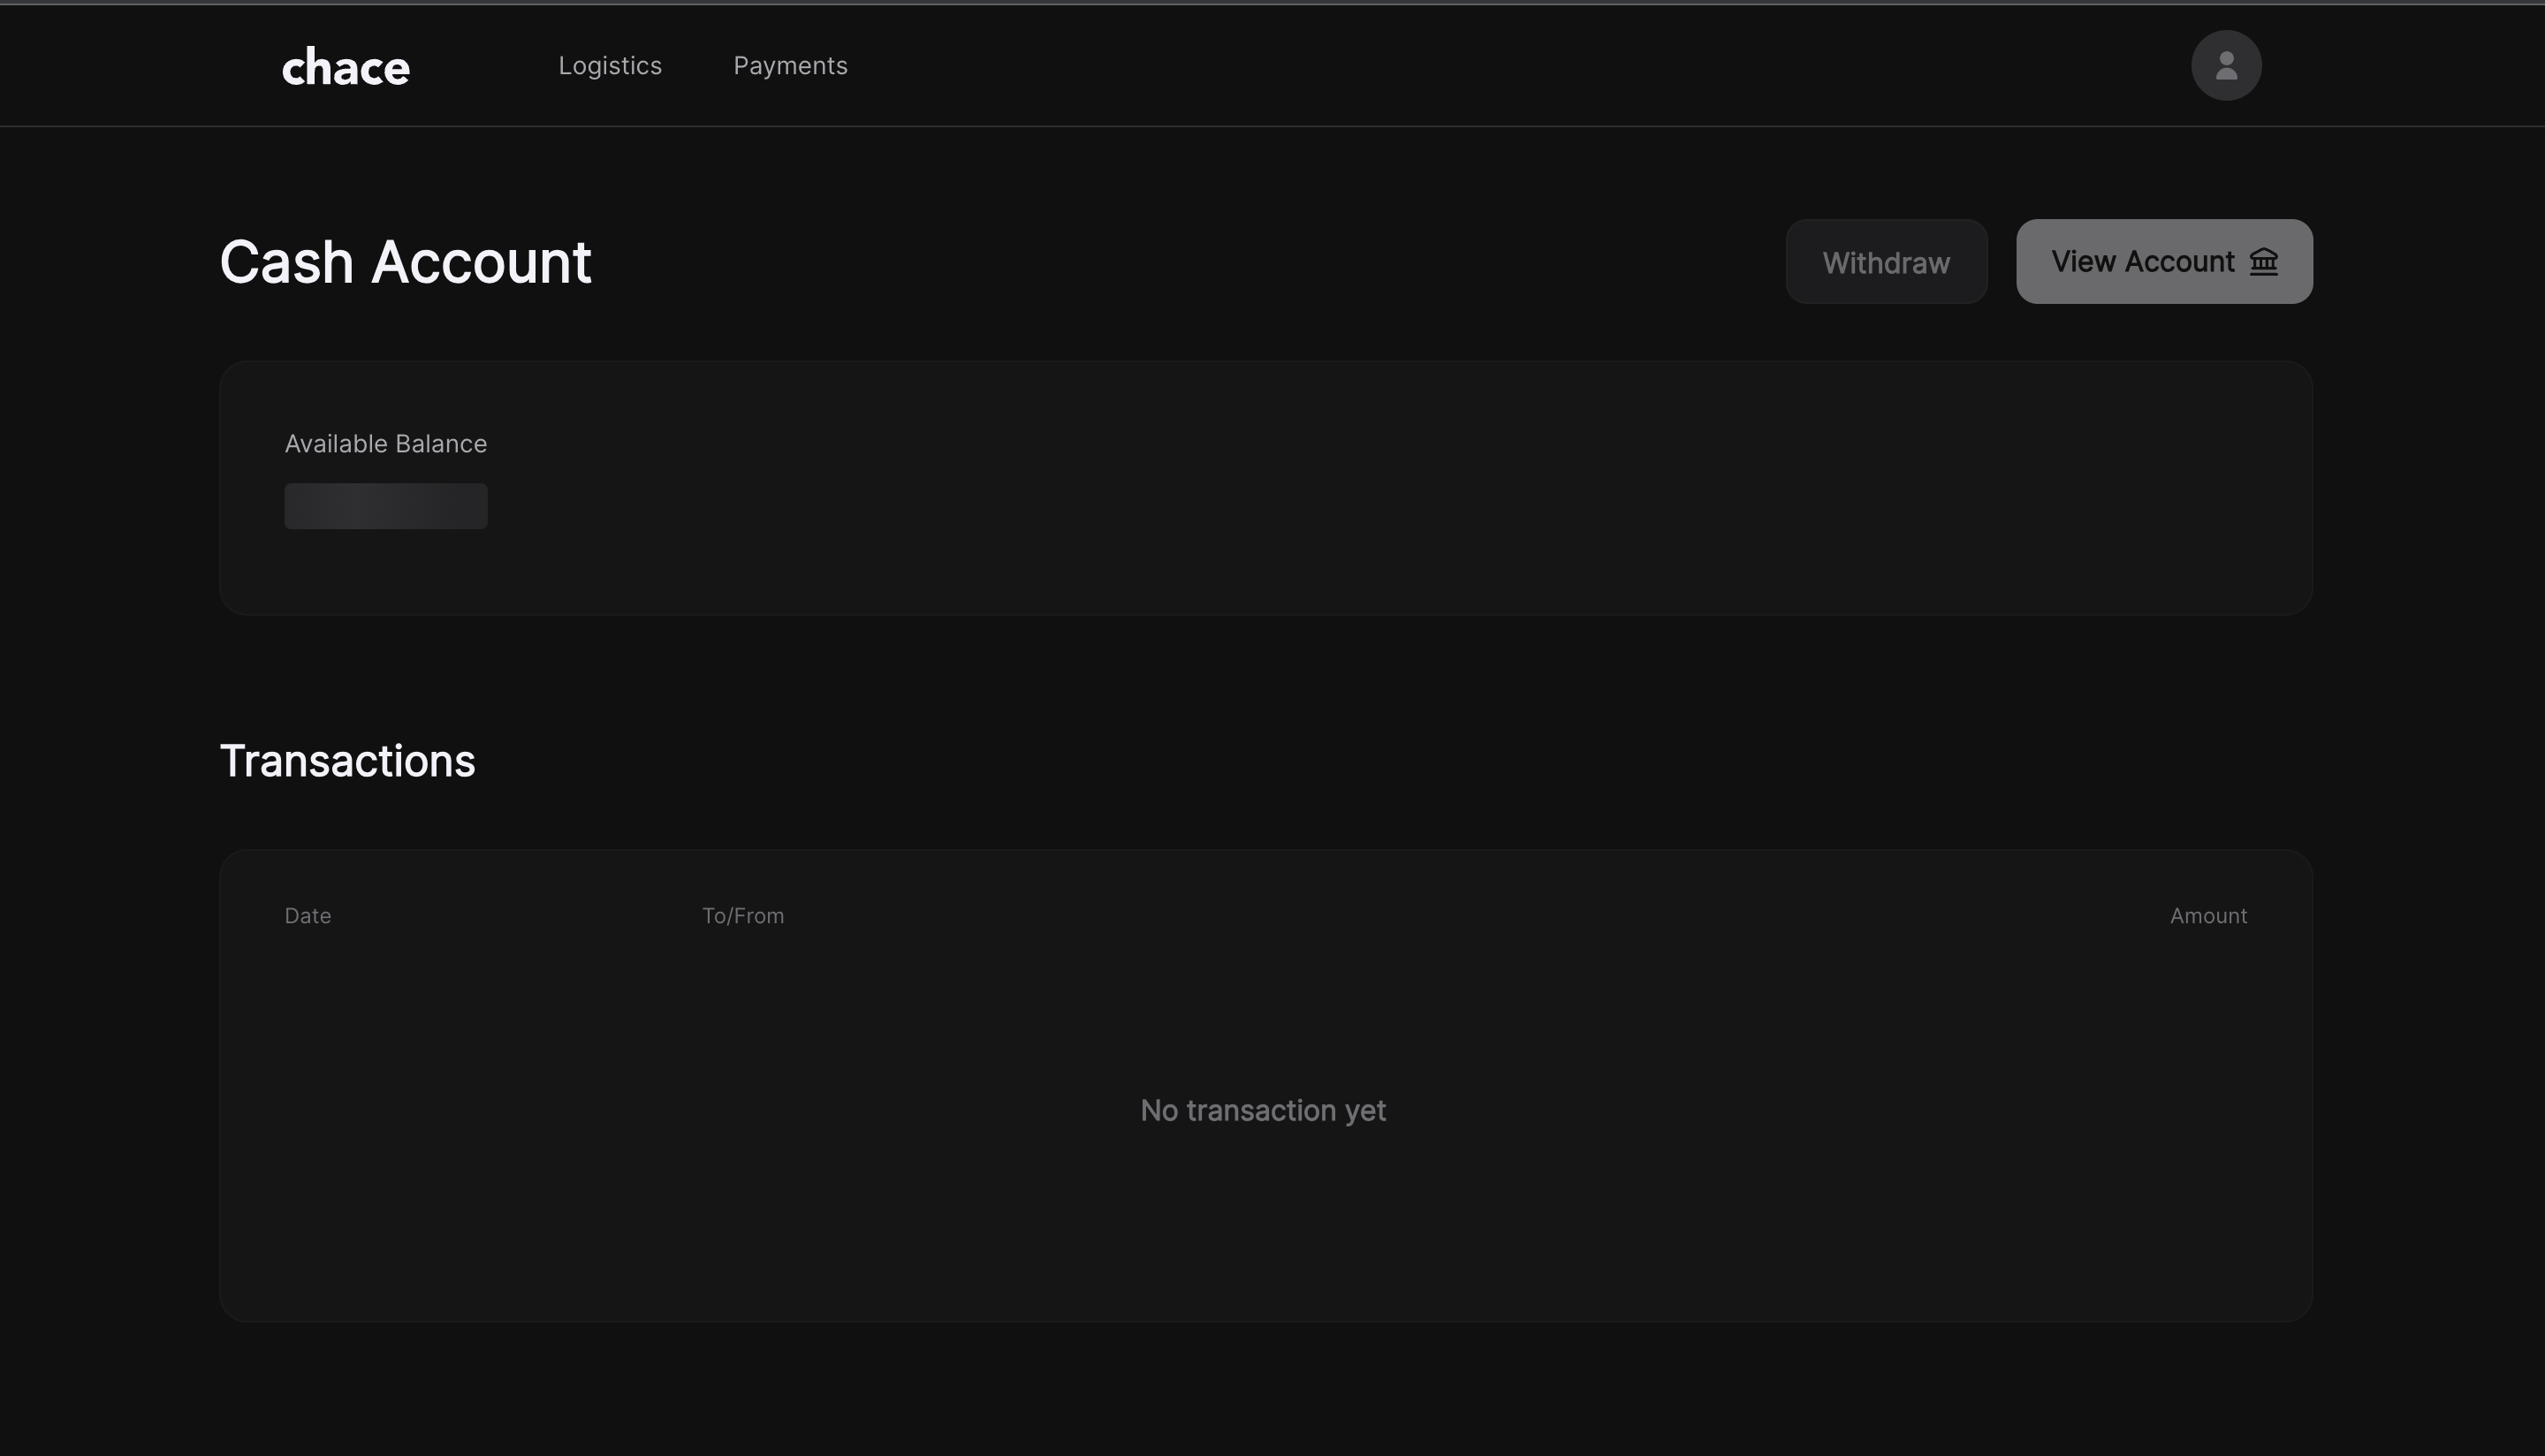 chace
Logistics
Payments
Cash Account
Withdraw
View Account
Available Balance
Transactions
Date
To/From
Amount
No transaction yet